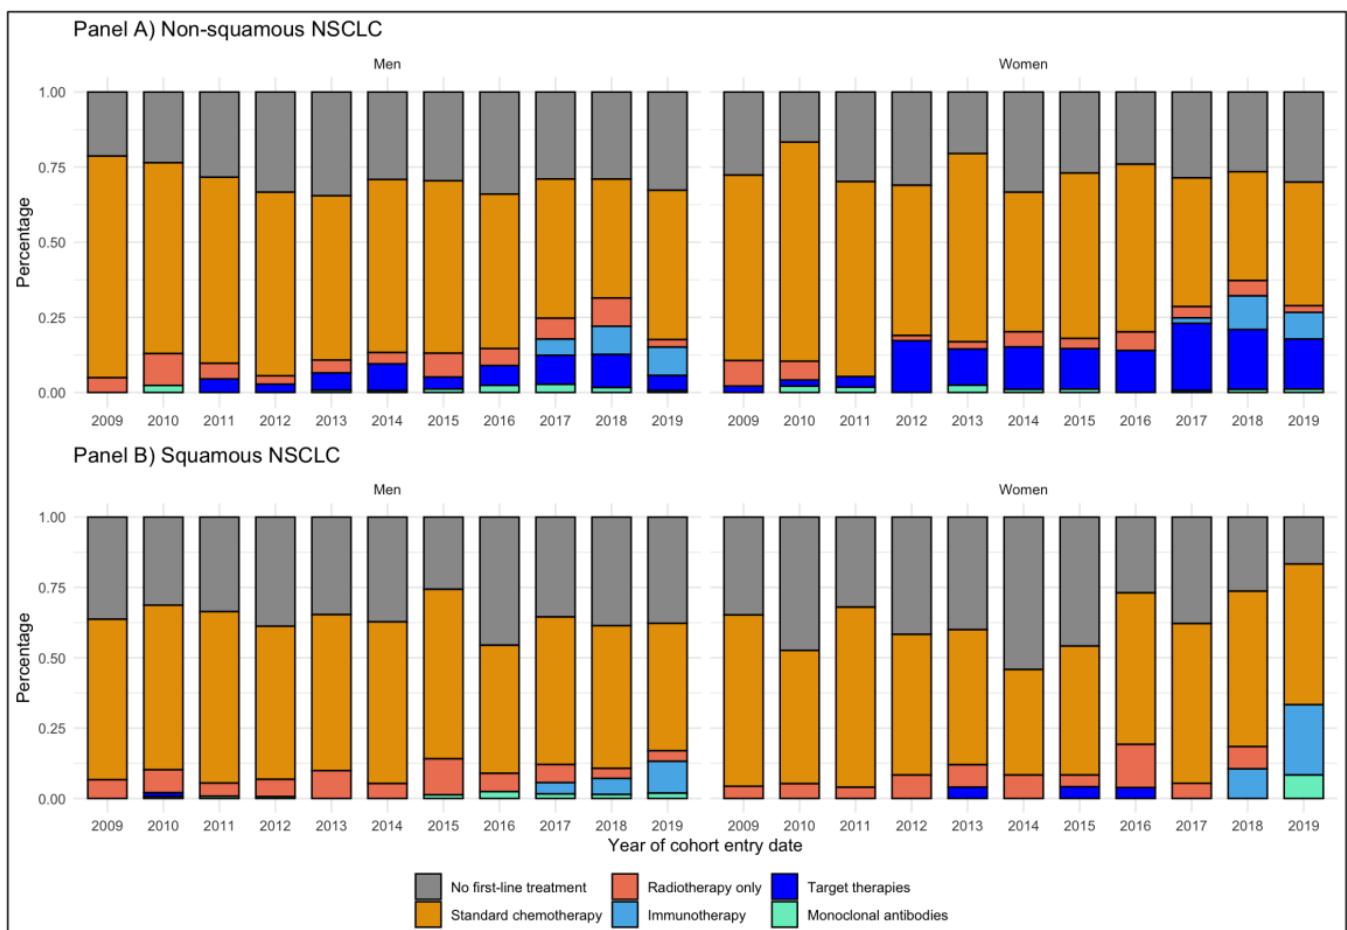 Panel A) Non-squamous NSCLC
Men
Women
Percentage
1.00
0.75
0.50
0.25
0.00
2009 2010 2011 2012 2013 2014 2015 2016 2017 2018 2019
2009 2010 2011 2012 2013 2014 2015 2016 2017 2018 2019
Panel B) Squamous NSCLC
Men
Women
Percentage
1.00
0.75
0.50
0.25
0.00
2009 2010 2011 2012 2013 2014 2015 2016 2017 2018 2019
2009 2010 2011 2012 2013 2014 2015 2016 2017 2018 2019
Year of cohort entry date
No first-line treatment
Radiotherapy only
Target therapies
Standard chemotherapy
Immunotherapy
Monoclonal antibodies